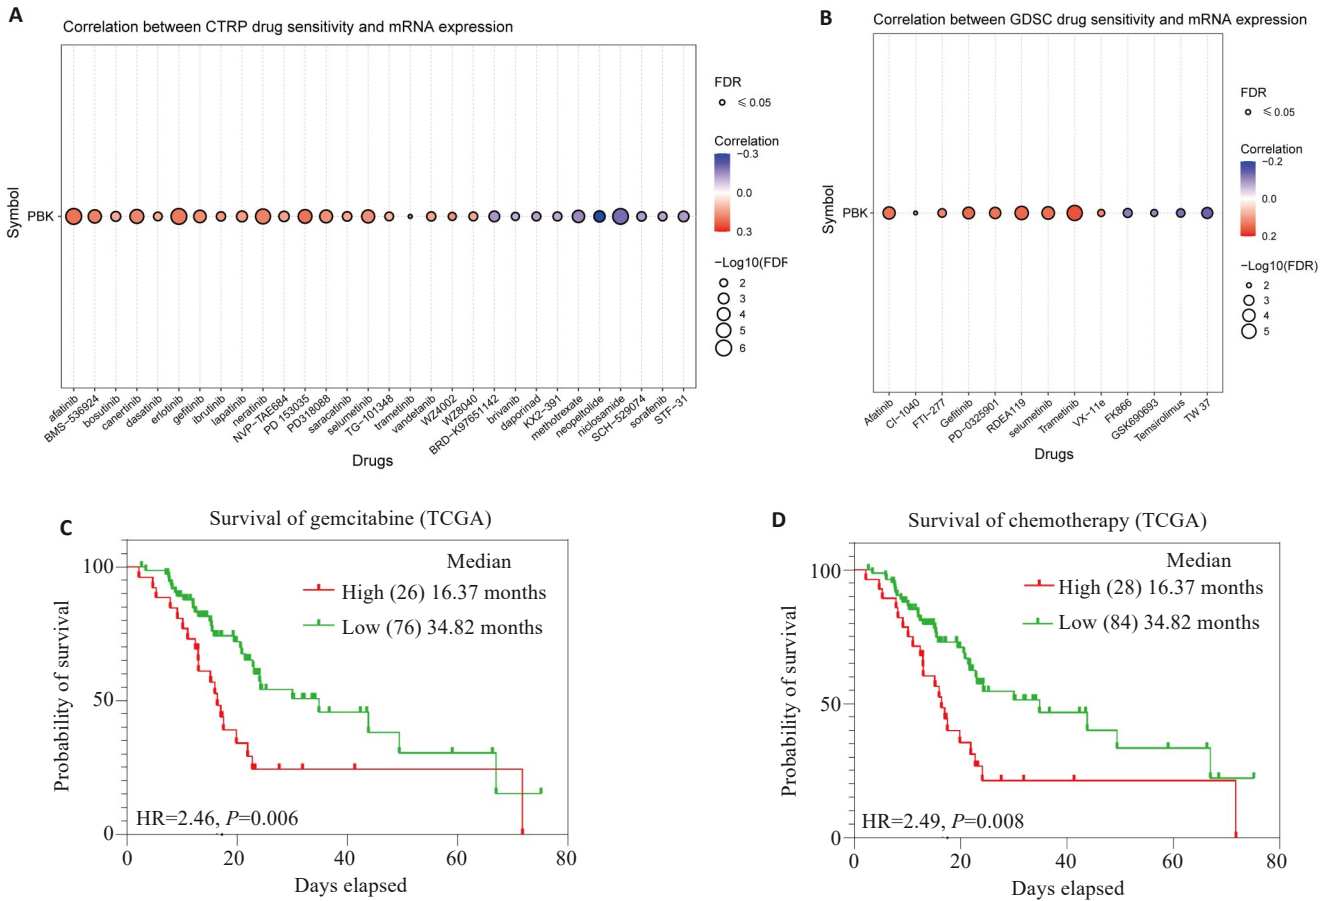 A
Correlation between CTRP drug sensitivity and mRNA expression
Symbol
PBK
afatinib
BMS-536924
bosutinib
canertinib
dasatinib
erlotinib
gefitinib
ibrutinib
lapatinib
neratinib
NVP-TAE684
PD 153035
PD318088
saracatinib
selumetinib
TG-101348
trametinib
vandetanib
WZ4002
WZ8040
BRD-K97651142
brivanib
daporinad
KX2-391
methotrexate
neopeltolide
niclosamide
SCH-529074
sorafenib
STF-31
Drugs
FDR
≤ 0.05
Correlation
-0.3
0.0
0.3
-Log10(FDR
2
3
4
5
6
B
Correlation between GDSC drug sensitivity and mRNA expression
Symbol
PBK
Afatinib
CI-1040
FTI-277
Gefitinib
PD-0325901
RDEA119
selumetinib
Trametinib
VX-11e
FK866
GSK690693
Temsirolimus
TW 37
Drugs
FDR
≤ 0.05
Correlation
-0.2
0.0
0.2
-Log10(FDR)
2
3
4
5
C
Survival of gemcitabine (TCGA)
Probability of survival
100
50
0
Median
High (26) 16.37 months
Low (76) 34.82 months
HR=2.46, P=0.006
0 20 40 60 80
Days elapsed
D
Survival of chemotherapy (TCGA)
Probability of survival
100
50
0
Median
High (28) 16.37 months
Low (84) 34.82 months
HR=2.49, P=0.008
0 20 40 60 80
Days elapsed